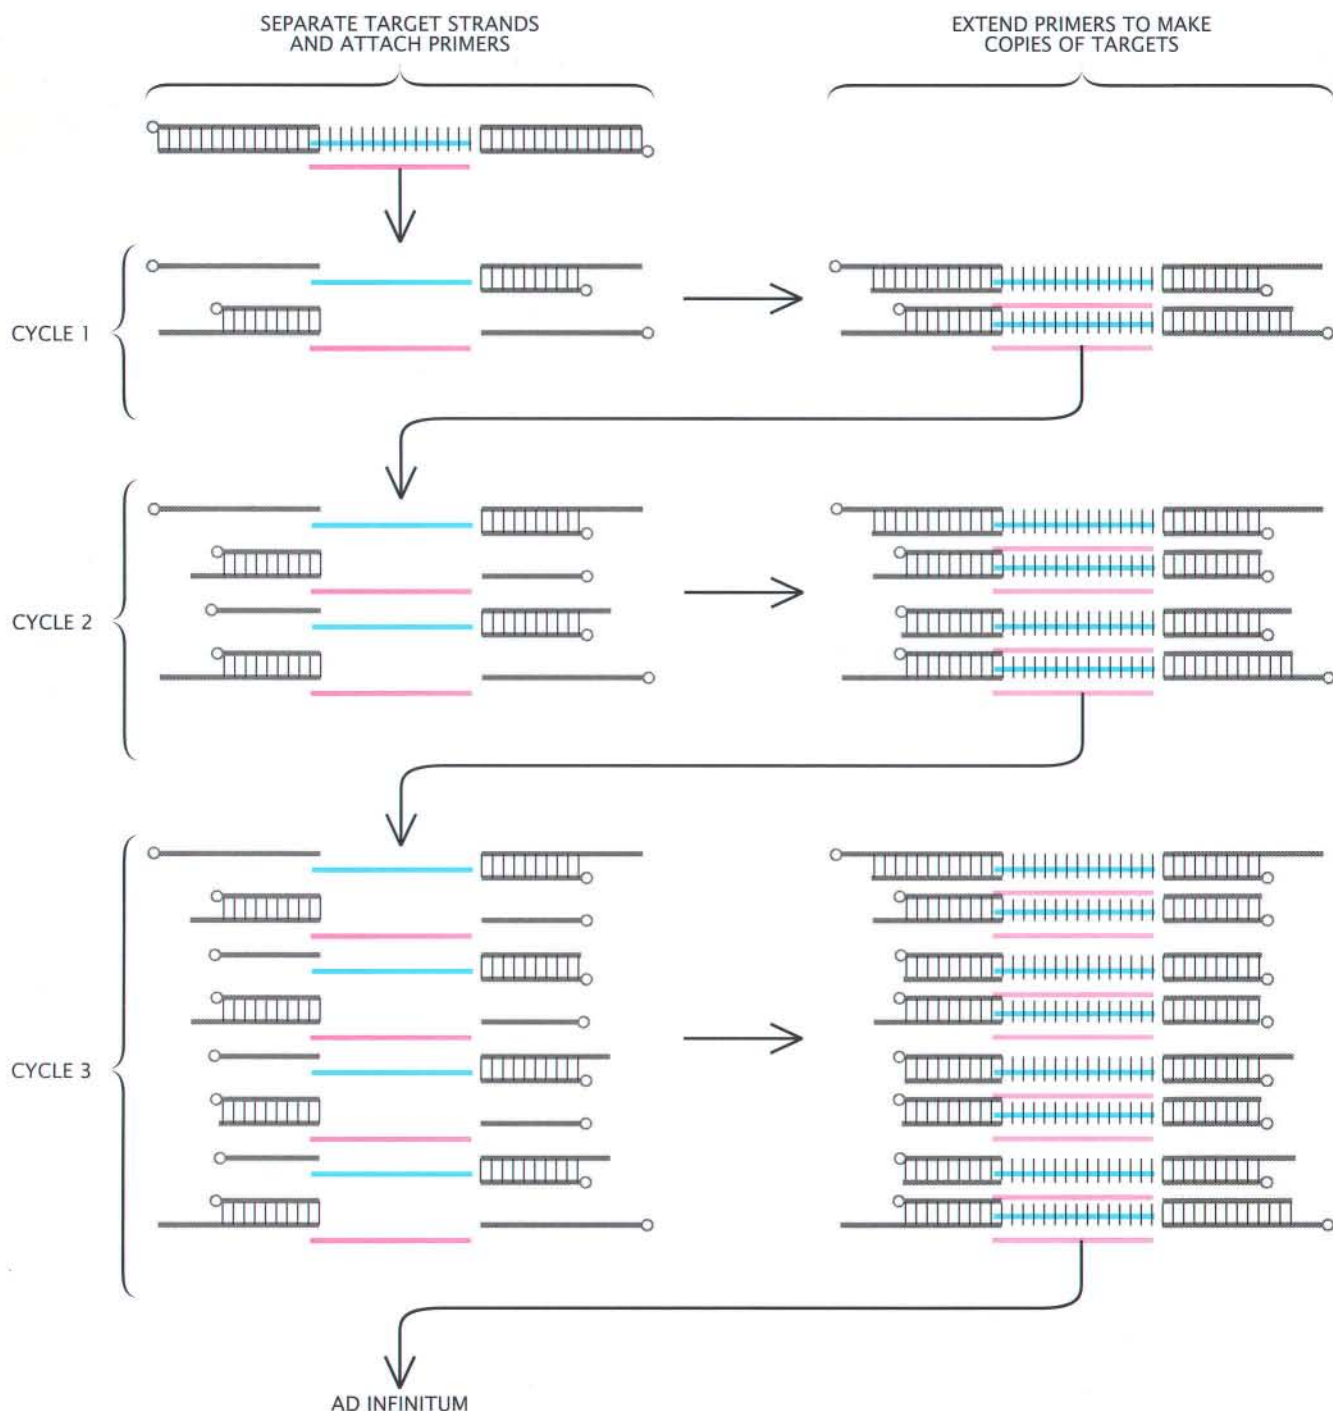 SEPARATE TARGET STRANDS
AND ATTACH PRIMERS
EXTEND PRIMERS TO MAKE
COPIES OF TARGETS
CYCLE 1
CYCLE 2
CYCLE 3
AD INFINITUM